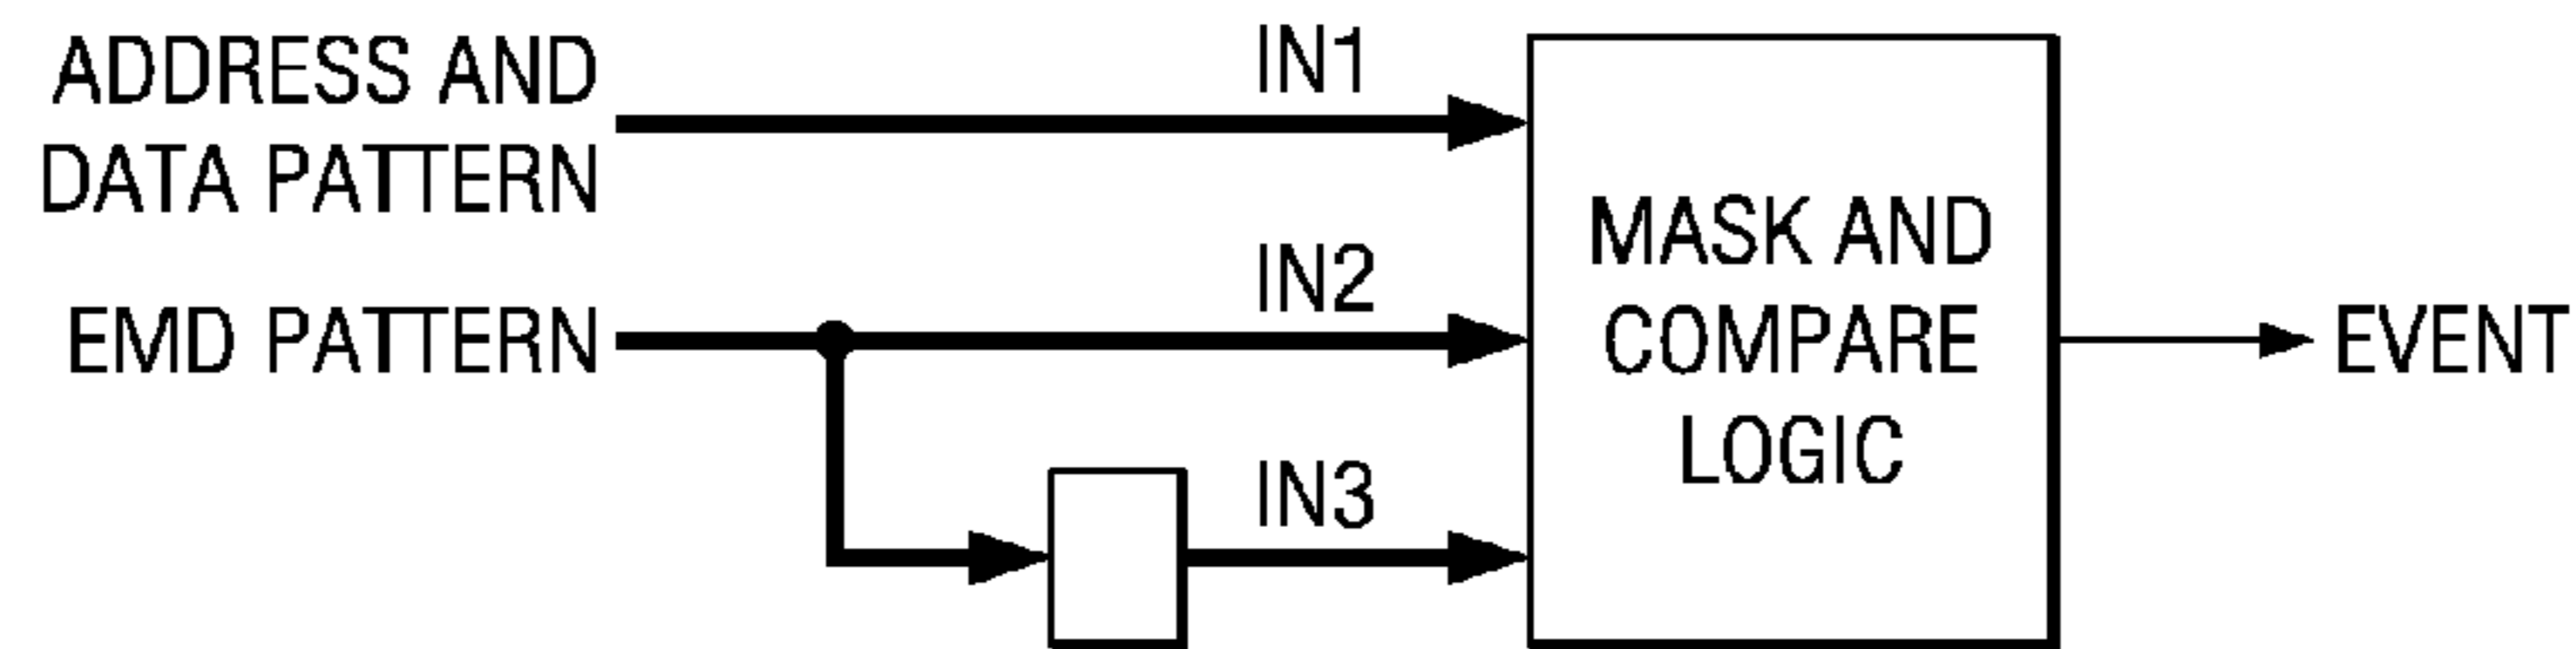 ADDRESS AND
DATA PATTERN
IN1
EMD PATTERN
IN2
IN3
MASK AND
COMPARE
LOGIC
EVENT